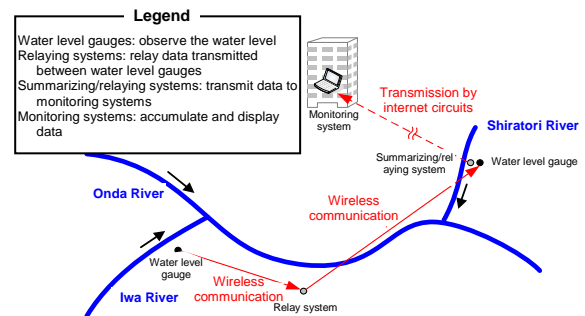 Legend
Water level gauges: observe the water level
Relaying systems: relay data transmitted
between water level gauges
Summarizing/relaying systems: transmit data to
monitoring systems
Monitoring systems: accumulate and display
data
Monitoring
system
Transmission by
internet circuits
Shiratori River
Summarizing/rel
aying system
Water level gauge
Onda River
Wireless
communication
Water level
gauge
Wireless
communication
Iwa River
Relay system